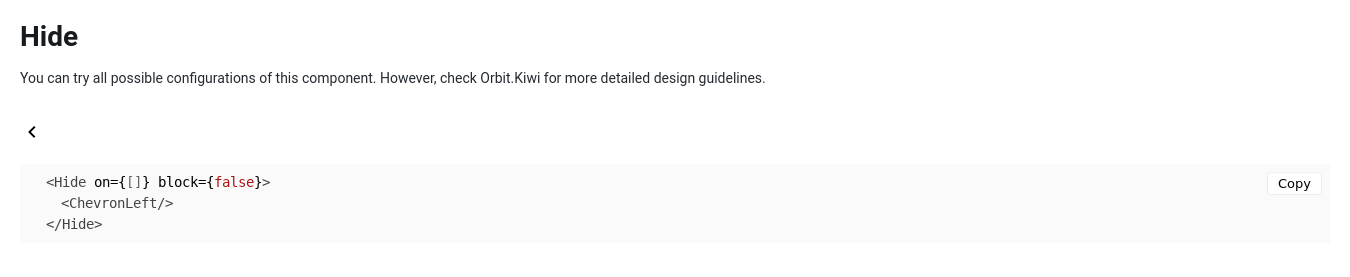 Hide
You can try all possible configurations of this component. However, check Orbit.Kiwi for more detailed design guidelines.
<Hide on={[]} block={false}>
<ChevronLeft/>
</Hide>
Copy